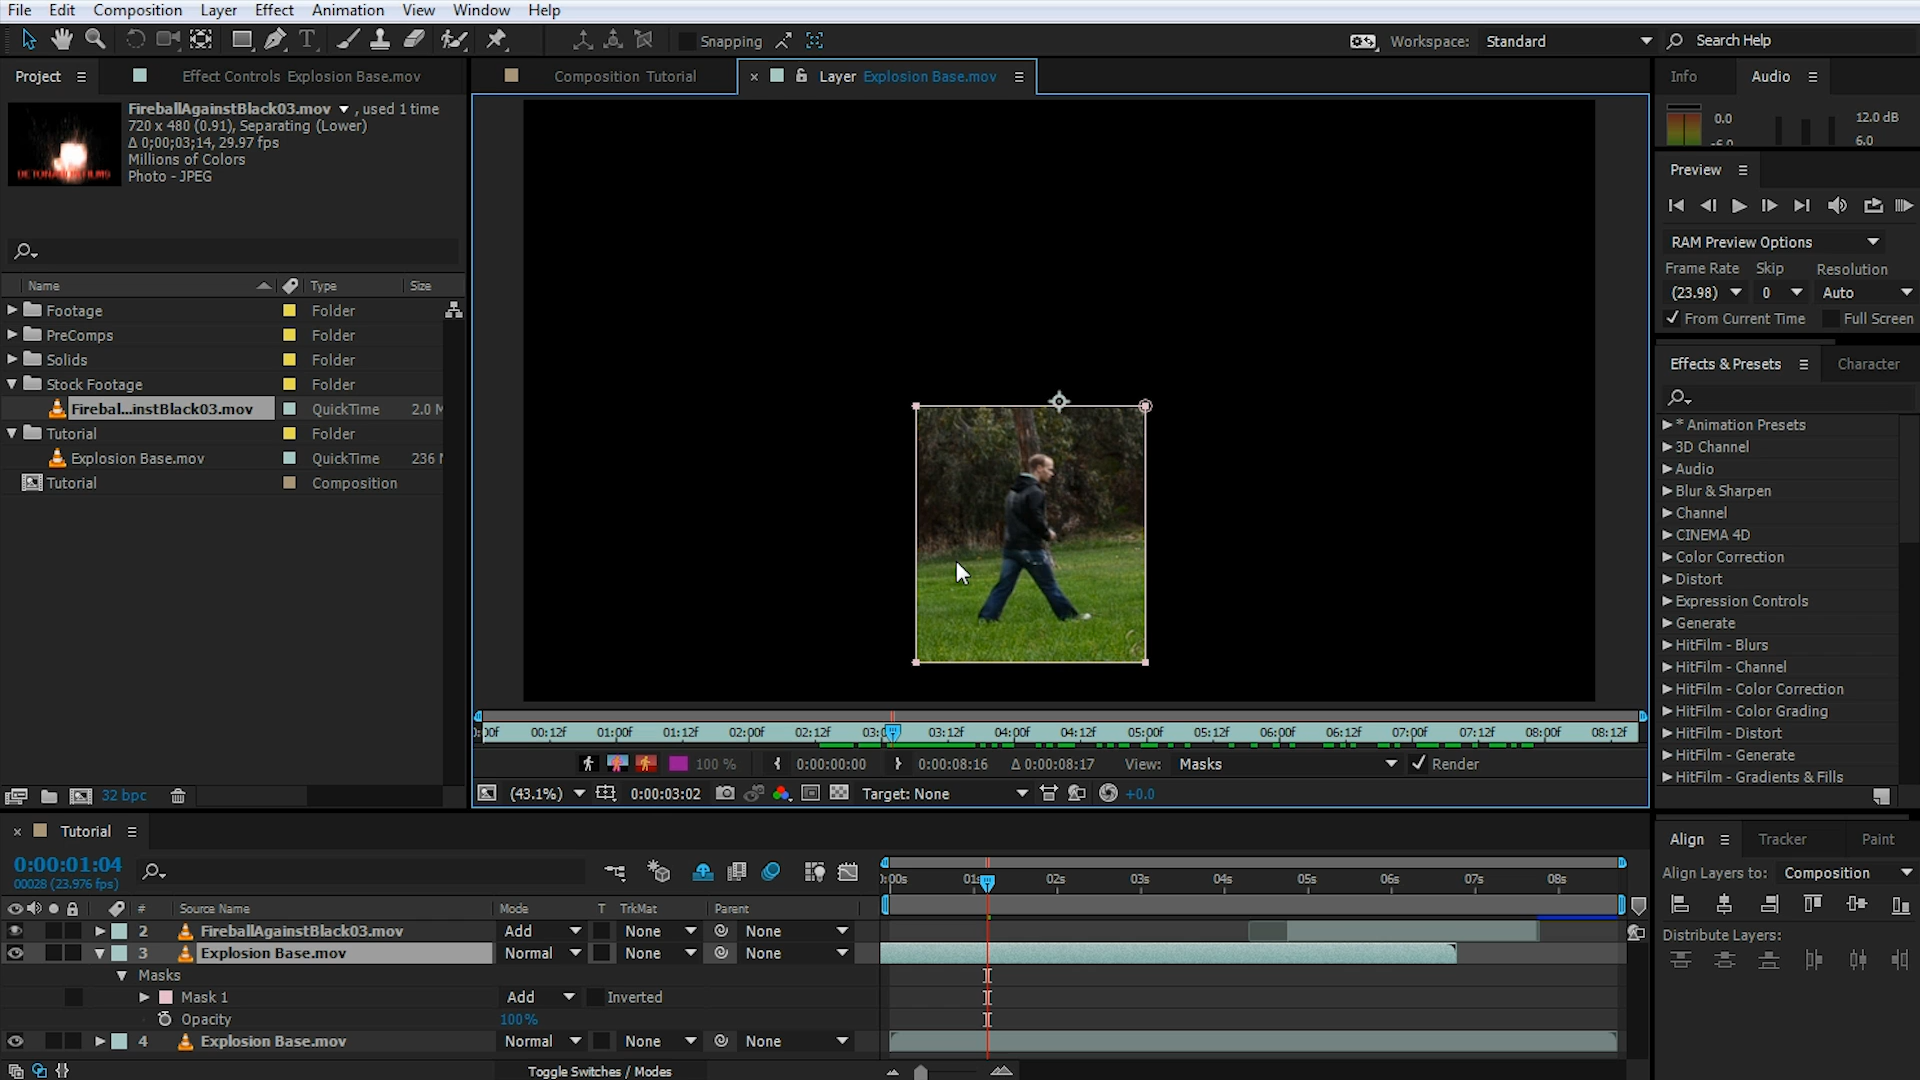 File Edit Composition Layer Effect Animation View Window Help
Snapping Workspace: Standard Search Help
Project Effect Controls Explosion Base.mov Composition Tutorial × Layer Explosion Base.mov Info Audio
FireballAgainstBlack03.mov , used 1 time
720 x 480 (0.91), Separating (Lower)
Δ 0;00;03;14, 29.97 fps
Millions of Colors
Photo - JPEG
0.0 12.0 dB
-6.0 6.0
Preview
RAM Preview Options
Frame Rate Skip Resolution
(23.98) 0 Auto
From Current Time Full Screen
Name Type Size
Footage Folder
PreComps Folder
Solids Folder
Stock Footage Folder
Firebal...instBlack03.mov QuickTime 2.0 M
Tutorial Folder
Explosion Base.mov QuickTime 236
Tutorial Composition
Effects & Presets Character
* Animation Presets
3D Channel
Audio
Blur & Sharpen
Channel
CINEMA 4D
Color Correction
Distort
Expression Controls
Generate
HitFilm - Blurs
HitFilm - Channel
HitFilm - Color Correction
HitFilm - Color Grading
HitFilm - Distort
HitFilm - Generate
HitFilm - Gradients & Fills
00f 00:12f 01:00f 01:12f 02:00f 02:12f 03:0 03:12f 04:00f 04:12f 05:00f 05:12f 06:00f 06:12f 07:00f 07:12f 08:00f 08:12f
100 % 0:00:00:00 0:00:08:16 Δ 0:00:08:17 View: Masks Render
32 bpc
(43.1%) 0:00:03:02 Target: None +0.0
× Tutorial
0:00:01:04
00028 (23.976 fps)
:00s 01s 02s 03s 04s 05s 06s 07s 08s
# Source Name Mode T TrkMat Parent
2 FireballAgainstBlack03.mov Add None None
3 Explosion Base.mov Normal None None
Masks
Mask 1 Add Inverted
Opacity 100%
4 Explosion Base.mov Normal None None
Toggle Switches / Modes
Align Tracker Paint
Align Layers to: Composition
Distribute Layers: